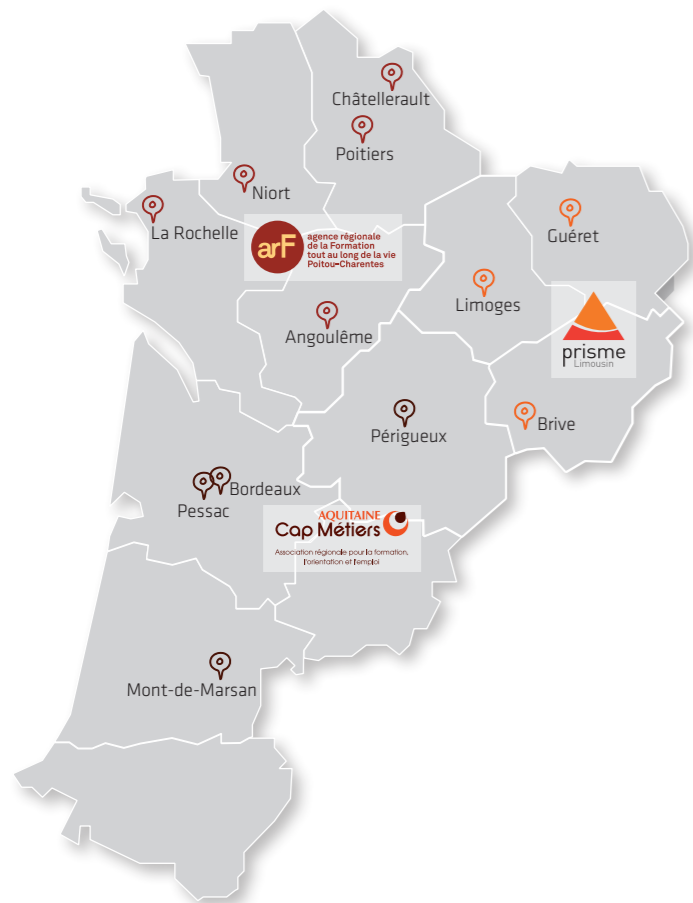 Châtellerault
Poitiers
Niort
La Rochelle
Guéret
arF
agence régionale
de la Formation
tout au long de la vie
Poitou-Charentes
Limoges
Angoulême
prisme
Limousin
Périgueux
Brive
Bordeaux
Pessac
AQUITAINE
Cap Métiers
Association régionale pour la formation,
l'orientation et l'emploi
Mont-de-Marsan